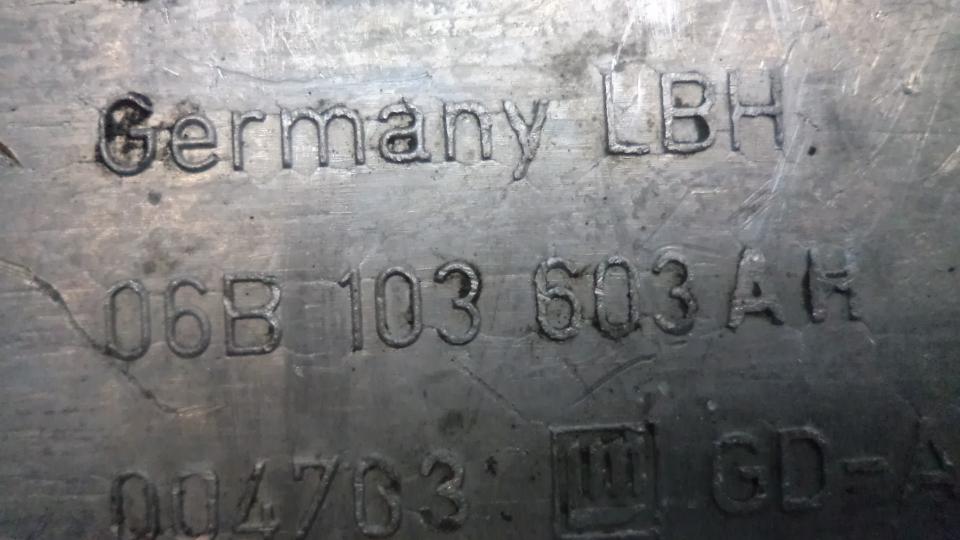 Germany LBH
06B 103 603 AH
004763 GD-A